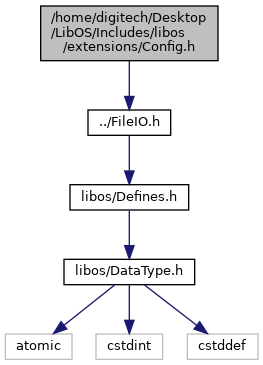 /home/digitech/Desktop
/LibOS/Includes/libos
/extensions/Config.h
../FileIO.h
libos/Defines.h
libos/DataType.h
atomic
cstdint
cstddef